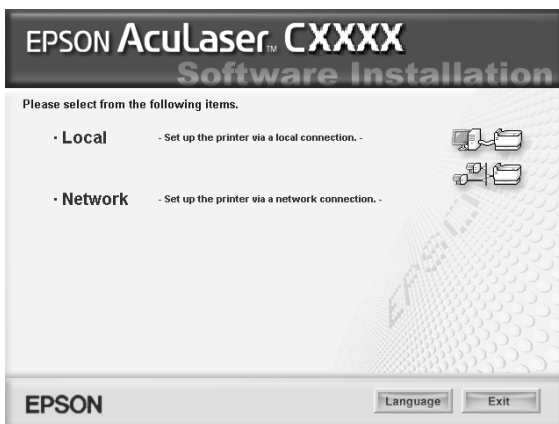 EPSON AcuLaser™ CXXXX
Software Installation
Please select from the following items.
· Local - Set up the printer via a local connection. -
· Network - Set up the printer via a network connection. -
EPSON
EPSON Language Exit